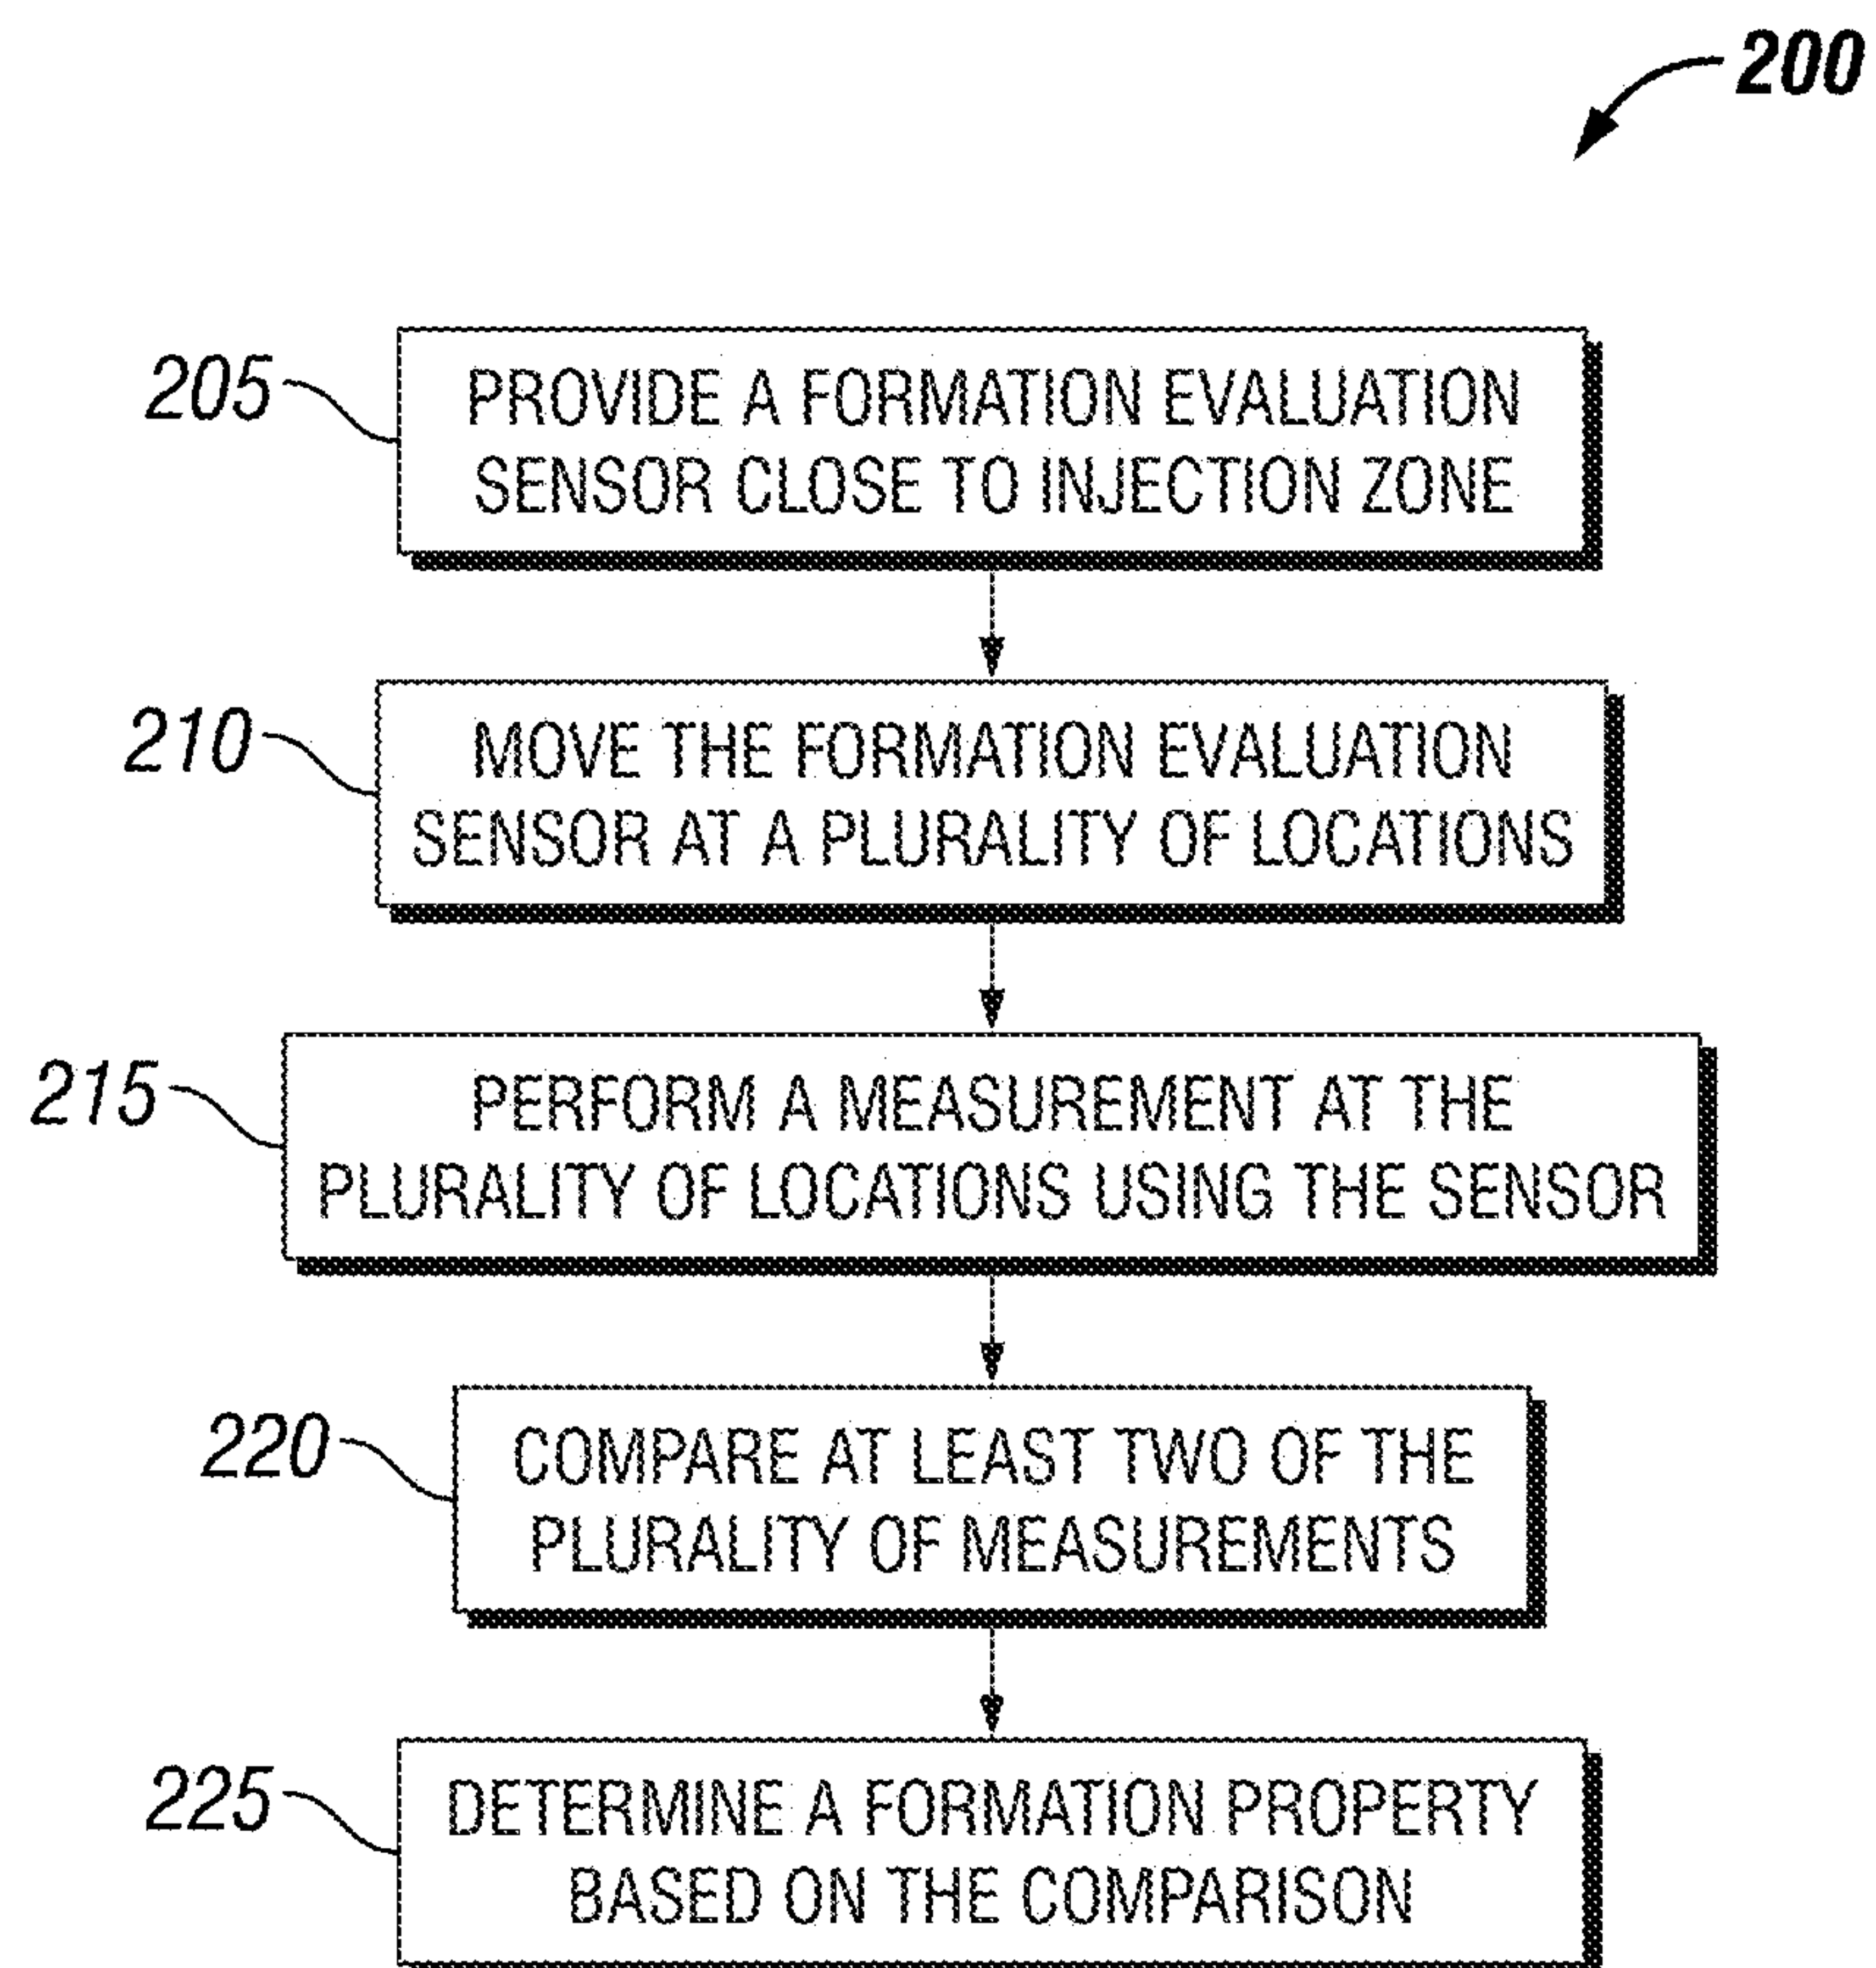 200
205
PROVIDE A FORMATION EVALUATION
SENSOR CLOSE TO INJECTION ZONE
210
MOVE THE FORMATION EVALUATION
SENSOR AT A PLURALITY OF LOCATIONS
215
PERFORM A MEASUREMENT AT THE
PLURALITY OF LOCATIONS USING THE SENSOR
220
COMPARE AT LEAST TWO OF THE
PLURALITY OF MEASUREMENTS
225
DETERMINE A FORMATION PROPERTY
BASED ON THE COMPARISON